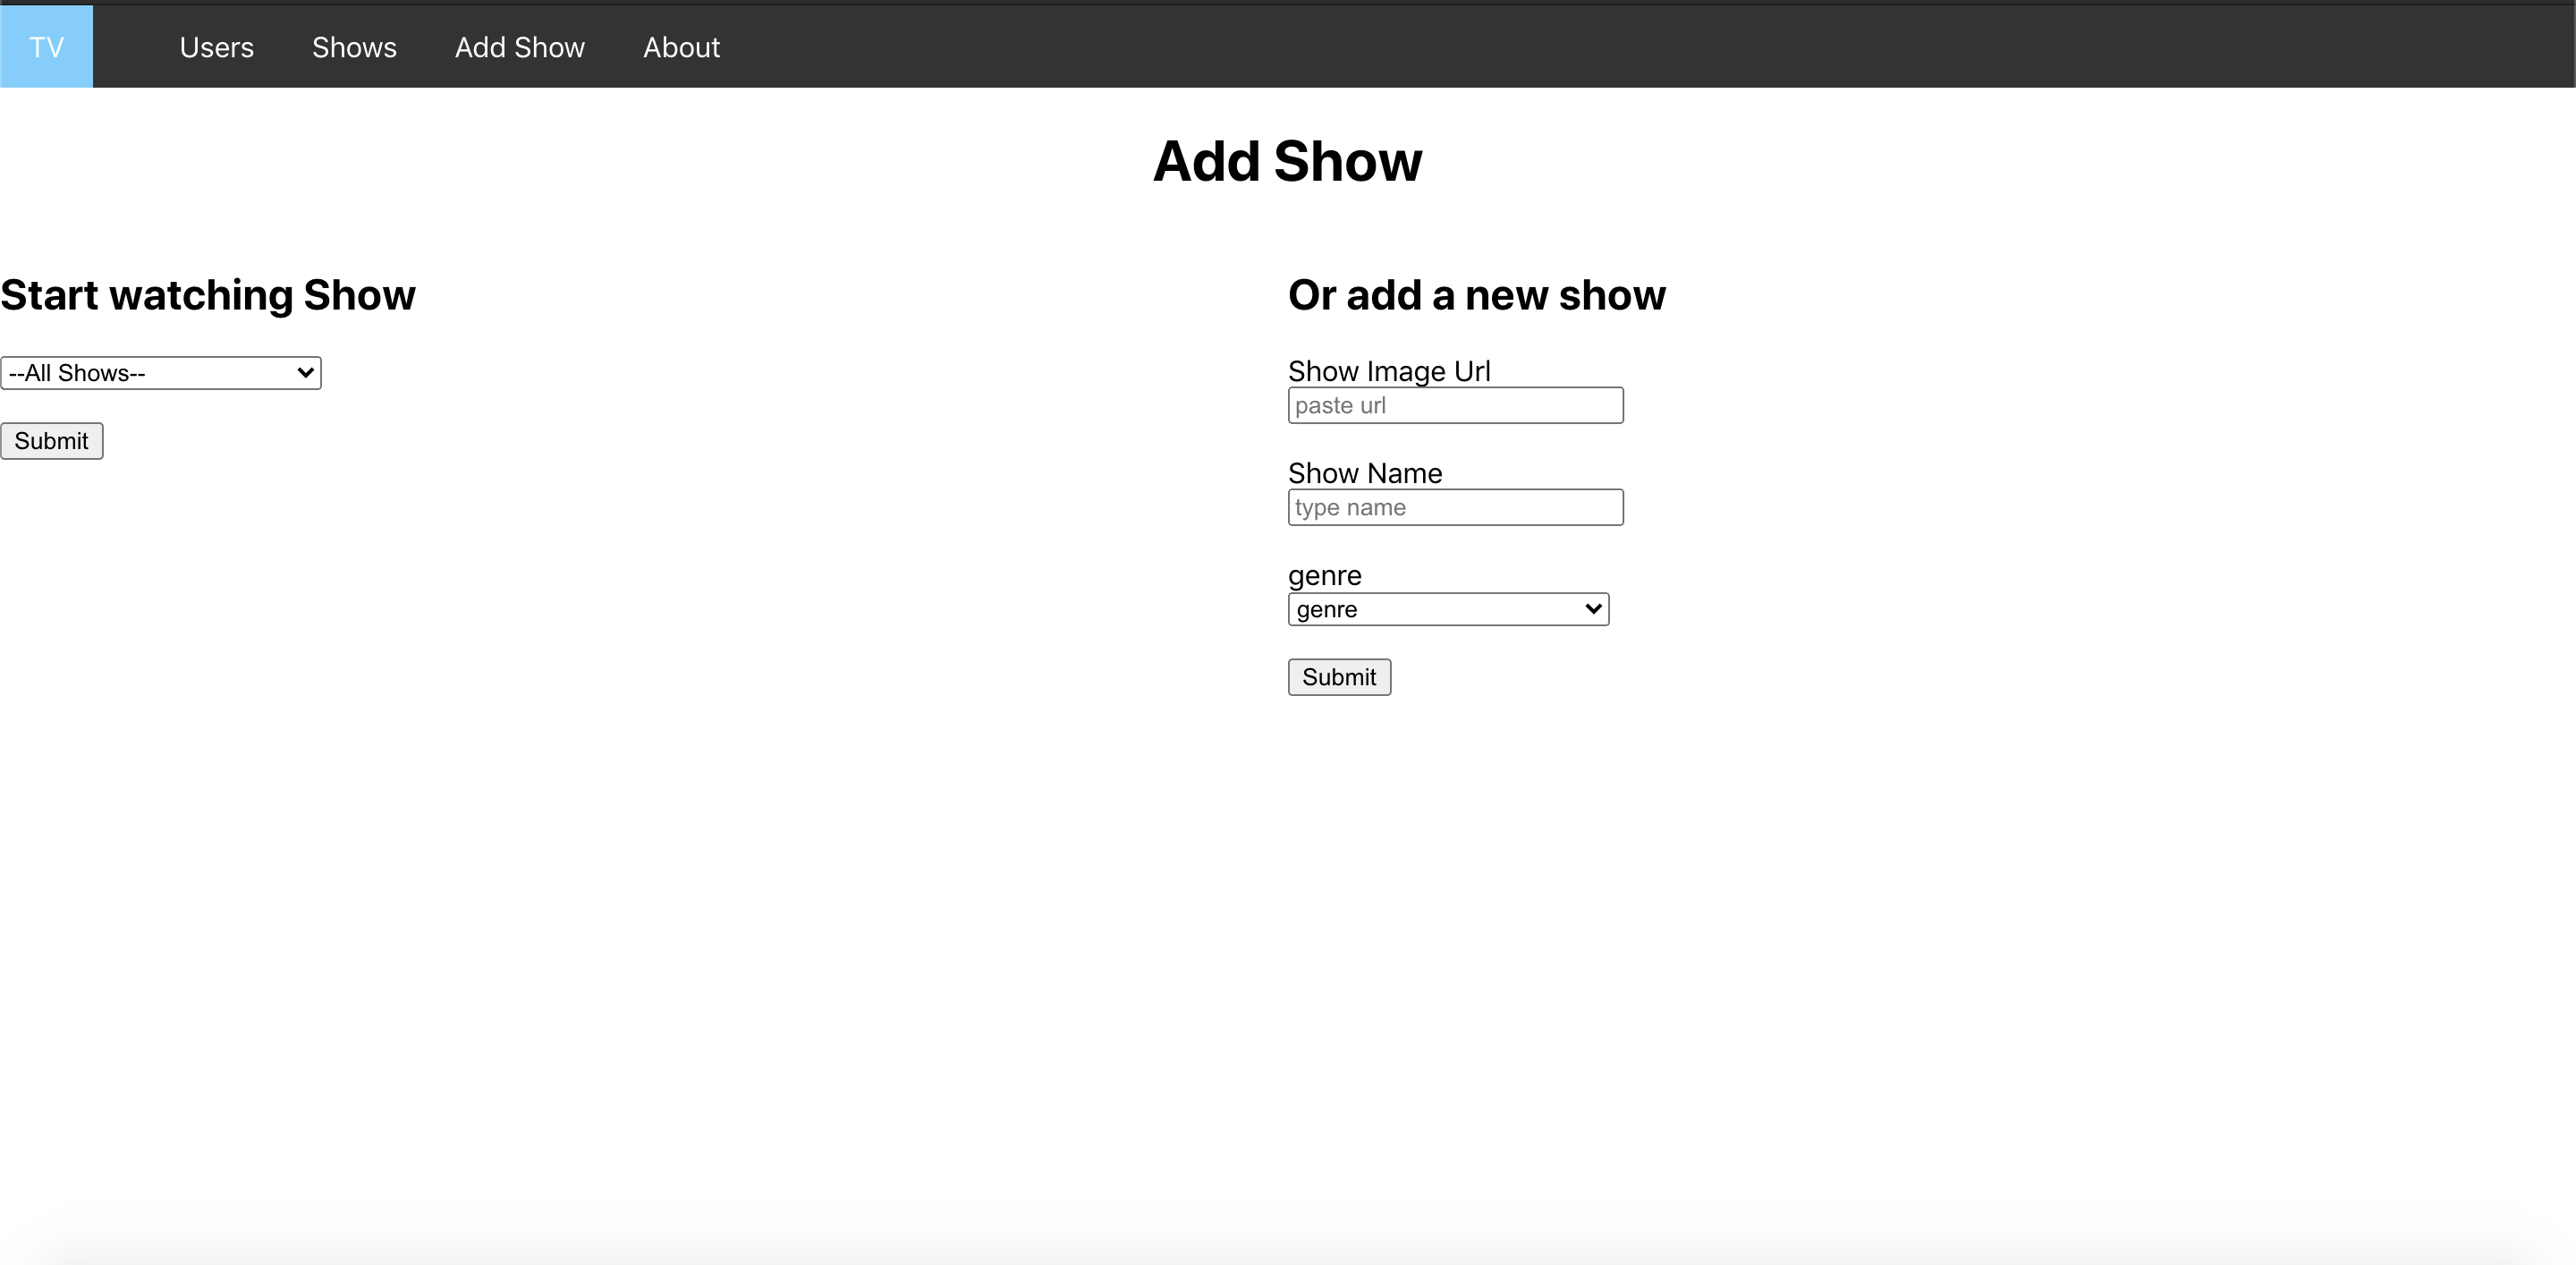 TV Users Shows Add Show About
Add Show
Start watching Show
--All Shows--
Submit
Or add a new show
Show Image Url
paste url
Show Name
type name
genre
genre
Submit